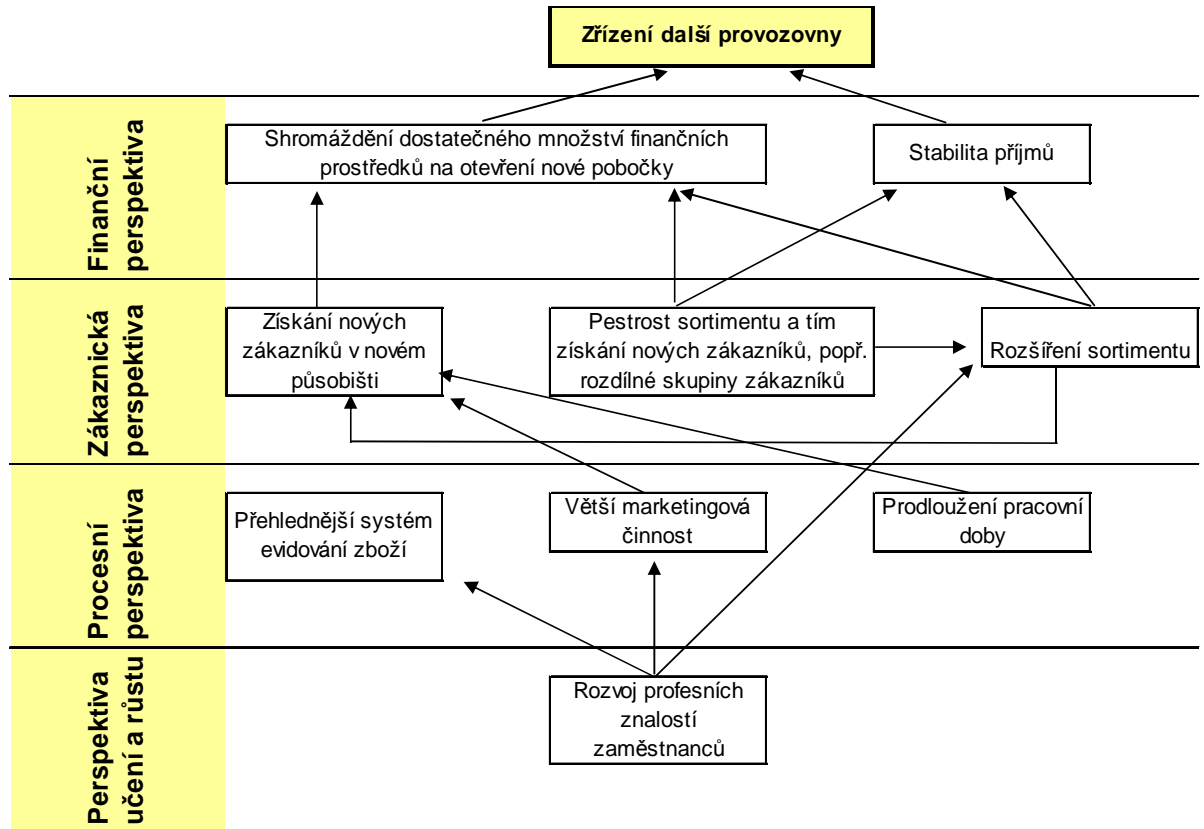 Zřízení další provozovny
Finanční
perspektiva
Shromáždění dostatečného množství finančních
prostředků na otevření nové pobočky
Stabilita příjmů
Zákaznická
perspektiva
Získání nových
zákazníků v novém
působišti
Pestrost sortimentu a tím
získání nových zákazníků, popř.
rozdílné skupiny zákazníků
Rozšíření sortimentu
Procesní
perspektiva
Přehlednější systém
evidování zboží
Větší marketingová
činnost
Prodloužení pracovní
doby
Perspektiva
učení a růstu
Rozvoj profesních
znalostí
zaměstnanců